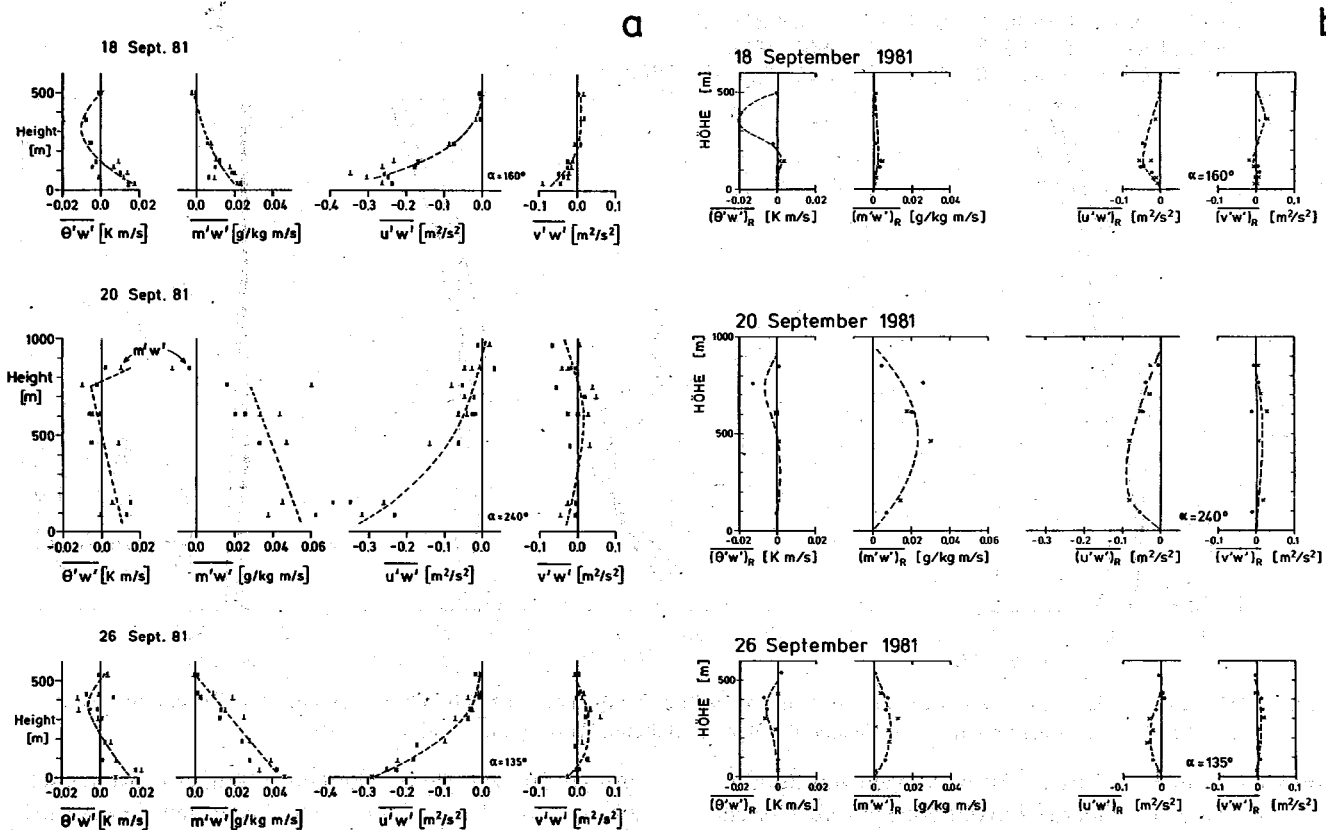 a
18 Sept. 81
500
Height
[m]
0
-0.02 0 0.02
θ'w' [K m/s]
0.0 0.02 0.04
m'w' [g/kg m/s]
-0.4 -0.3 -0.2 -0.1 0.0
u'w' [m²/s²]
α=160°
-0.1 0.0 0.1
v'w' [m²/s²]
20 Sept. 81
m'w'
1000
Height
[m]
500
0
-0.02 0 0.02
θ'w' [K m/s]
0.0 0.02 0.04 0.06
m'w' [g/kg m/s]
-0.3 -0.2 -0.1 0.0
u'w' [m²/s²]
α=240°
-0.1 0 0.1
v'w' [m²/s²]
26 Sept. 81
500
Height
[m]
0
-0.02 0 0.02
θ'w' [K m/s]
0.0 0.02 0.04
m'w' [g/kg m/s]
-0.4 -0.3 -0.2 -0.1 0.0
u'w' [m²/s²]
α=135°
-0.1 0.0 0.1
v'w' [m²/s²]
18 September 1981
HÖHE [m]
500
0
-0.02 0 0.02
(θ'w')R [K m/s]
0 0.02 0.04
(m'w')R [g/kg m/s]
-0.1 0
(u'w')R [m²/s²]
α=160°
-0.1 0 0.1
(v'w')R [m²/s²]
20 September 1981
HÖHE [m]
1000
500
0
-0.02 0 0.02
(θ'w')R [K m/s]
0 0.02 0.04 0.06
(m'w')R [g/kg m/s]
-0.3 -0.2 -0.1 0
(u'w')R [m²/s²]
α=240°
-0.1 0 0.1
(v'w')R [m²/s²]
26 September 1981
HÖHE [m]
500
0
-0.02 0 0.02
(θ'w')R [K m/s]
0 0.02 0.04
(m'w')R [g/kg m/s]
-0.1 0
(u'w')R [m²/s²]
α=135°
-0.1 0 0.1
(v'w')R [m²/s²]